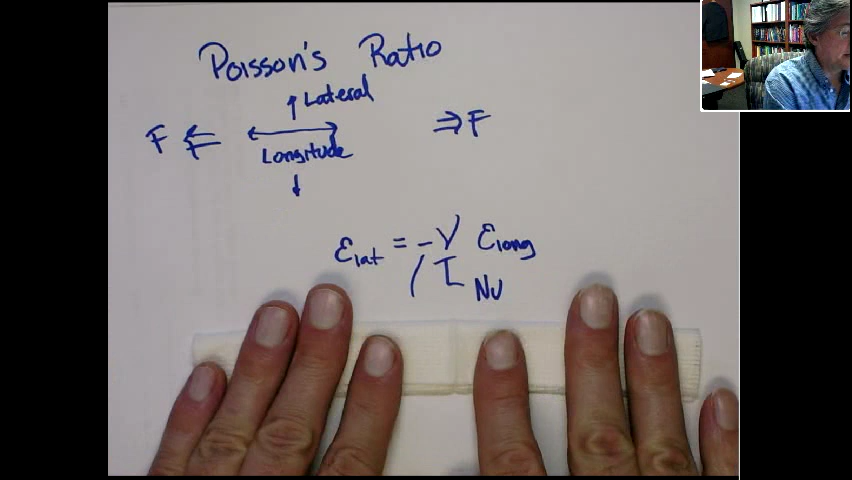 Poisson's Ratio
↑ Lateral
F ⇐ ↔ ⇒ F
Longitude
↓
εlat = -ν εlong
Nu